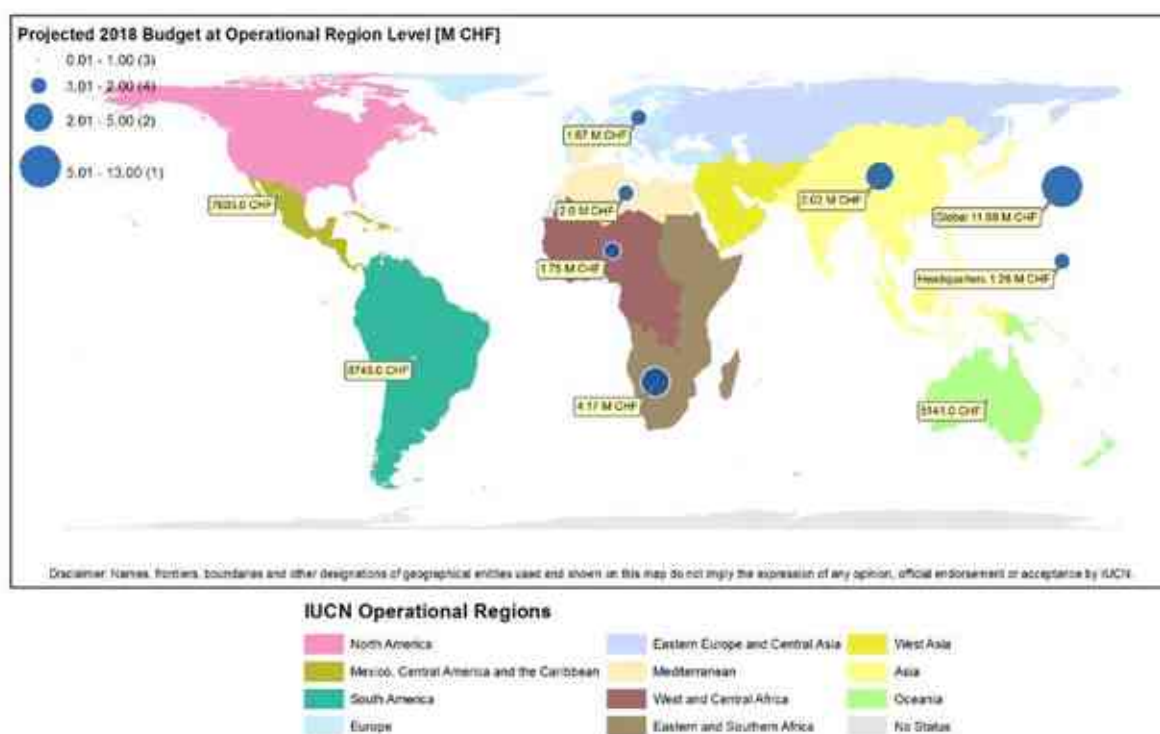 Projected 2018 Budget at Operational Region Level [M CHF]
0.01 - 1.00 (3)
1.01 - 2.00 (4)
2.01 - 5.00 (2)
5.01 - 13.00 (1)
1.67 M CHF
CHF
2.0 M CHF
M CHF
Global M CHF
1.75 M CHF
Headquarters 1.26 M CHF
CHF
4.17 M CHF
CHF
Disclaimer: Names, frontiers, boundaries and other designations of geographical entities used and shown on this map do not imply the expression of any opinion, official endorsement or acceptance by IUCN.
IUCN Operational Regions
North America
Mexico, Central America and the Caribbean
South America
Europe
Eastern Europe and Central Asia
Mediterranean
West and Central Africa
Eastern and Southern Africa
West Asia
Asia
Oceania
No Status